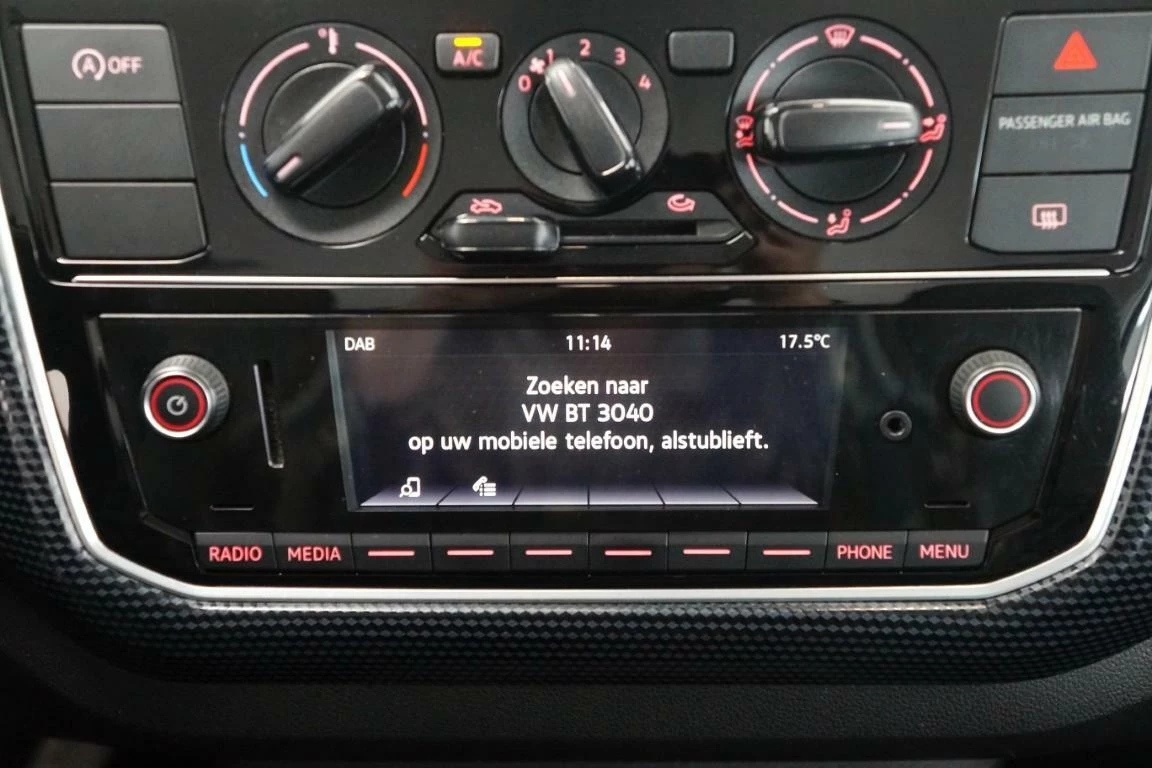 A OFF
A/C
0 1 2 3 4
PASSENGER AIR BAG
DAB 11:14 17.5°C
Zoeken naar
VW BT 3040
op uw mobiele telefoon, alstublieft.
RADIO MEDIA PHONE MENU